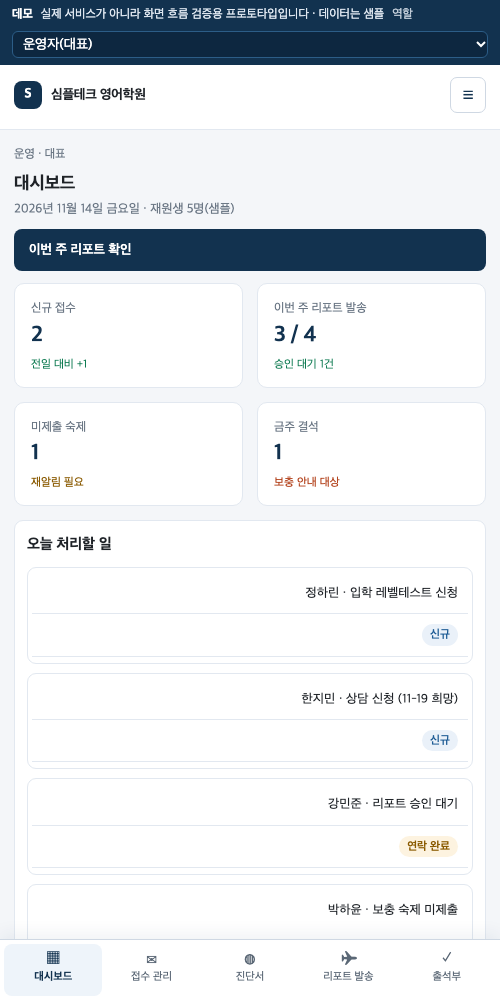 데모 실제 서비스가 아니라 화면 흐름 검증용 프로토타입입니다 · 데이터는 샘플 역할
운영자(대표)
S 심플테크 영어학원
운영 · 대표
대시보드
2026년 11월 14일 금요일 · 재원생 5명(샘플)
이번 주 리포트 확인
신규 접수
2
전일 대비 +1
이번 주 리포트 발송
3 / 4
승인 대기 1건
미제출 숙제
1
재알림 필요
금주 결석
1
보충 안내 대상
오늘 처리할 일
정하린 · 입학 레벨테스트 신청
신규
한지민 · 상담 신청 (11-19 희망)
신규
강민준 · 리포트 승인 대기
연락 완료
박하윤 · 보충 숙제 미제출
대시보드
접수 관리
진단서
리포트 발송
출석부